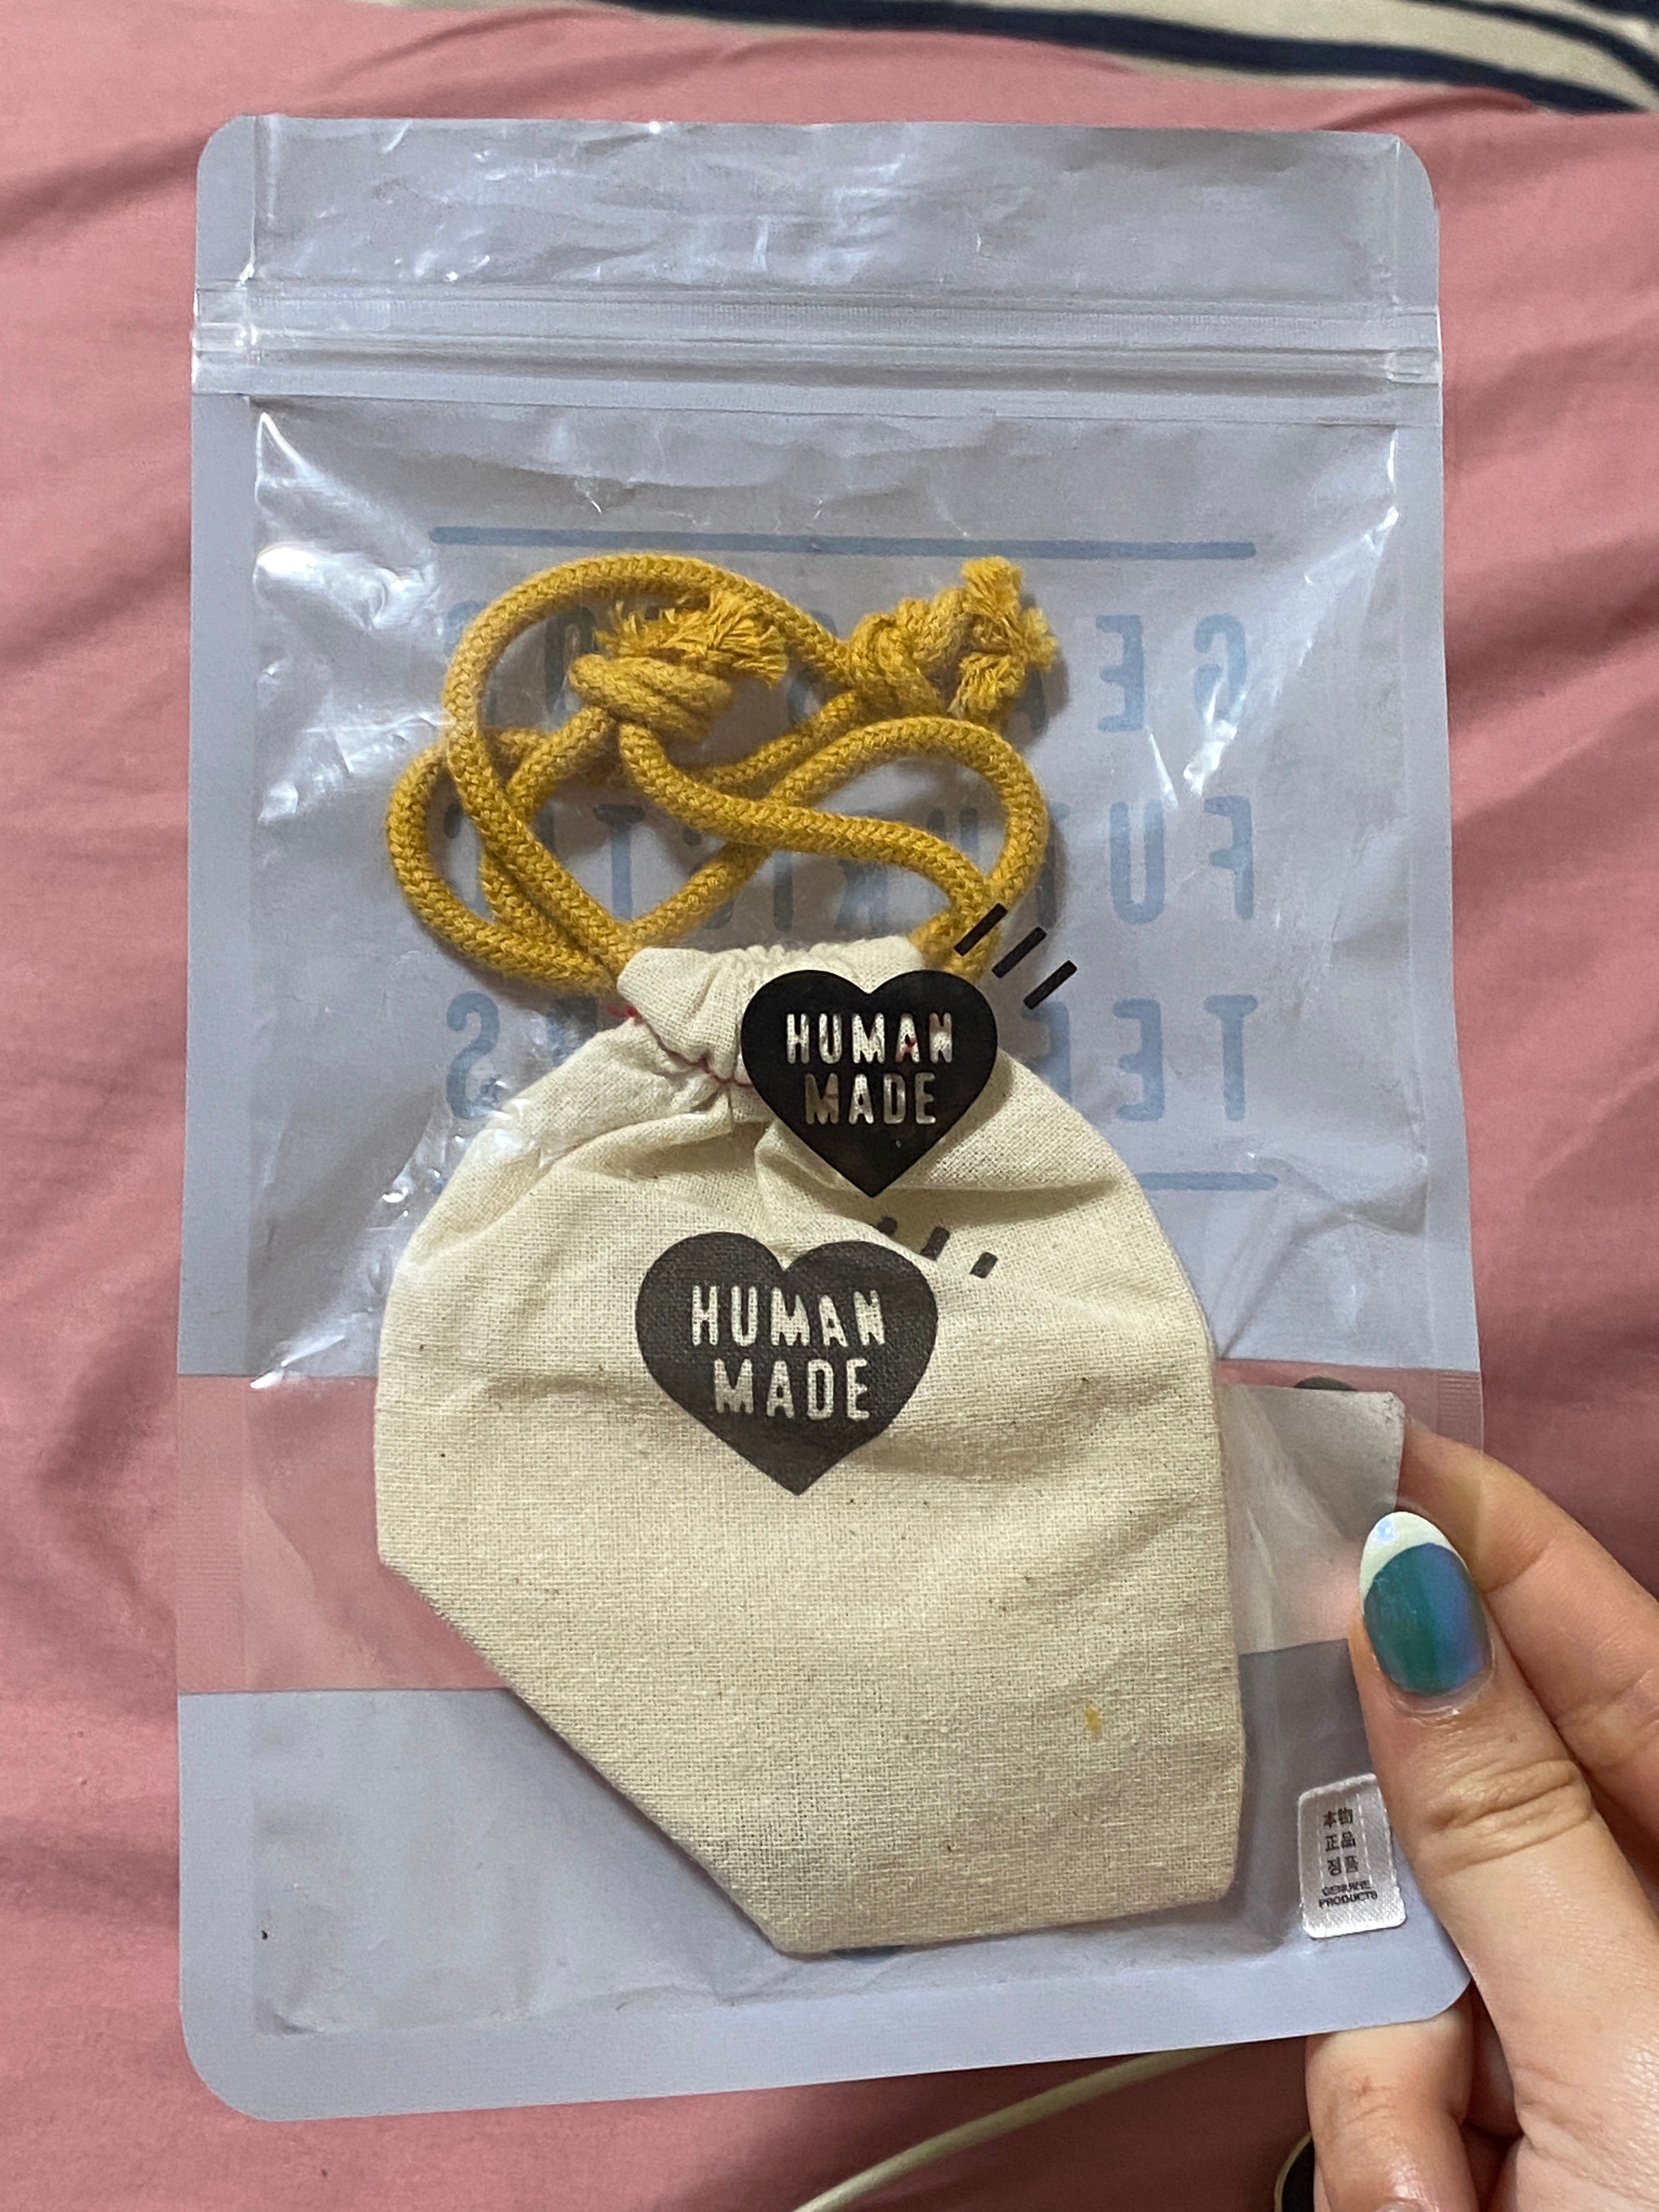 HUMAN
MADE
HUMAN
MADE
本物
正品
정품
GENUINE
PRODUCTS